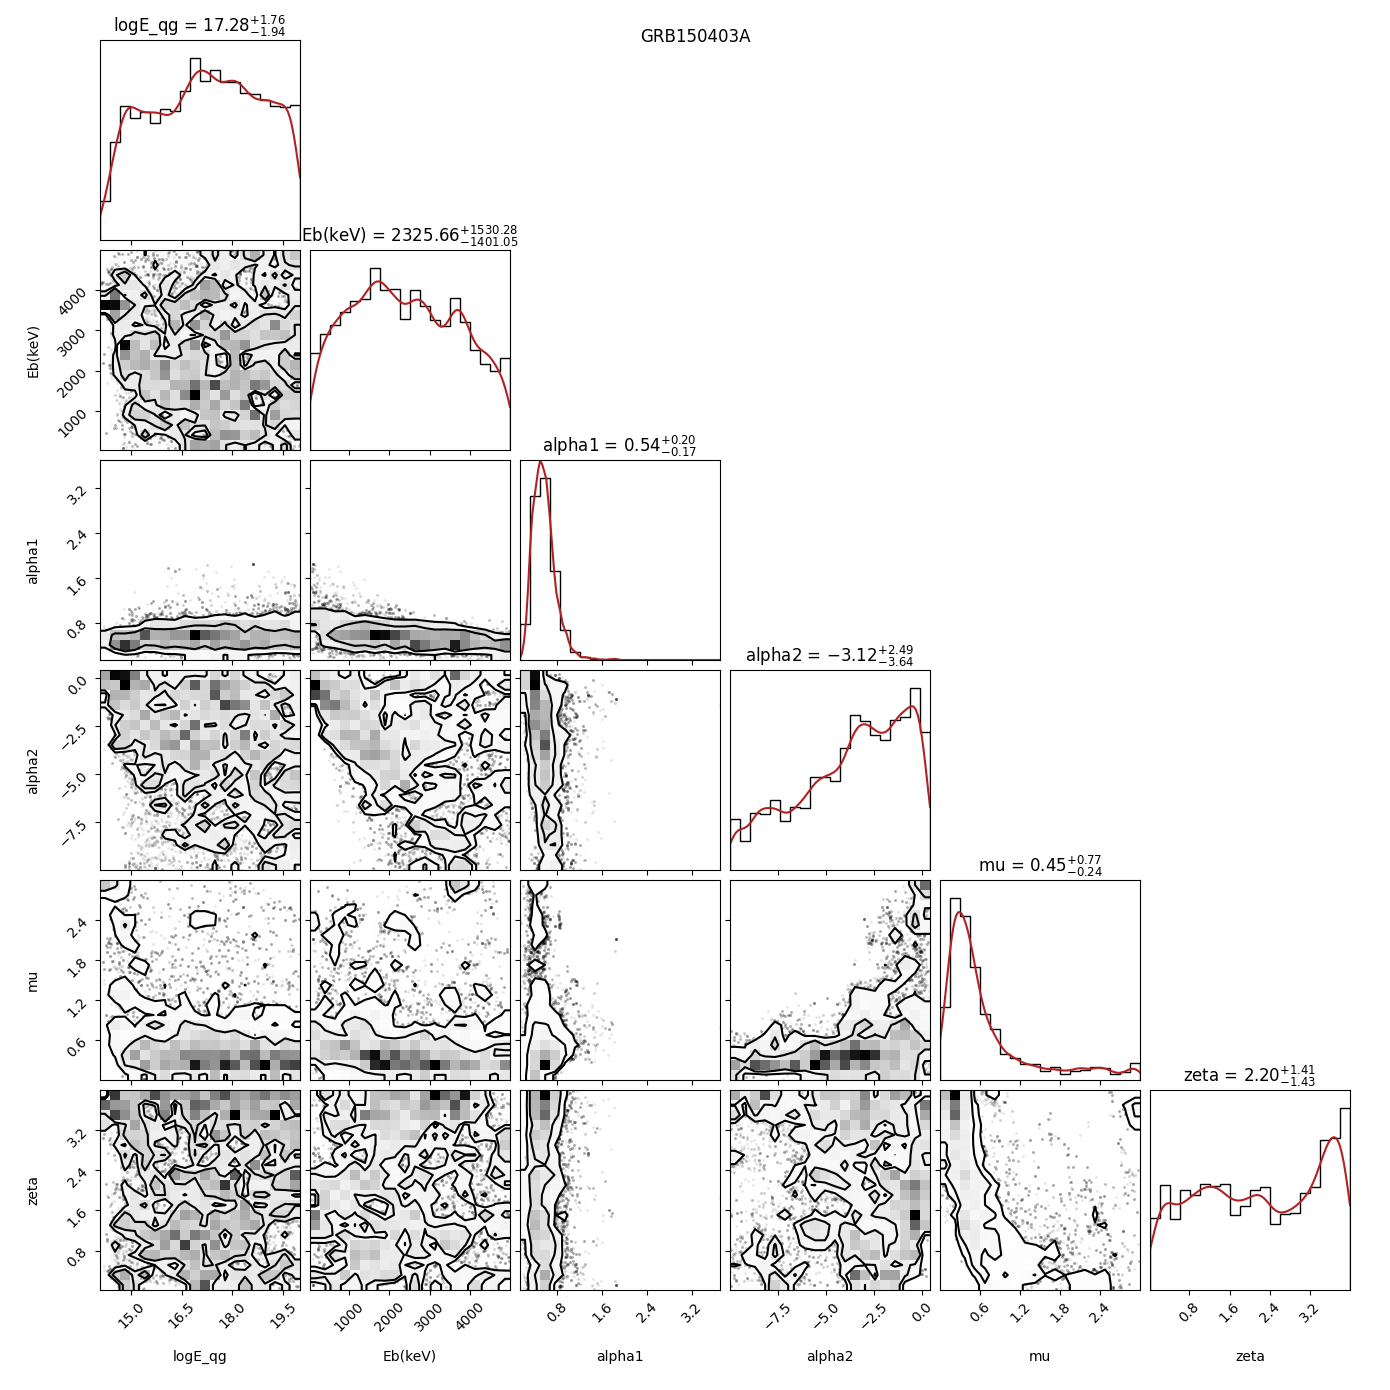 logE_qg = 17.28^{+1.76}_{-1.94}
GRB150403A
Eb(keV) = 2325.66^{+1530.28}_{-1401.05}
4000
3000
2000
1000
Eb(keV)
alpha1 = 0.54^{+0.20}_{-0.17}
3.2
2.4
1.6
0.8
alpha1
alpha2 = −3.12^{+2.49}_{-3.64}
0.0
−2.5
−5.0
−7.5
alpha2
mu = 0.45^{+0.77}_{-0.24}
2.4
1.8
1.2
0.6
mu
zeta = 2.20^{+1.41}_{-1.43}
3.2
2.4
1.6
0.8
zeta
15.0 16.5 18.0 19.5 1000 2000 3000 4000 0.8 1.6 2.4 3.2 −7.5 −5.0 −2.5 0.0 0.6 1.2 1.8 2.4 0.8 1.6 2.4 3.2
logE_qg Eb(keV) alpha1 alpha2 mu zeta